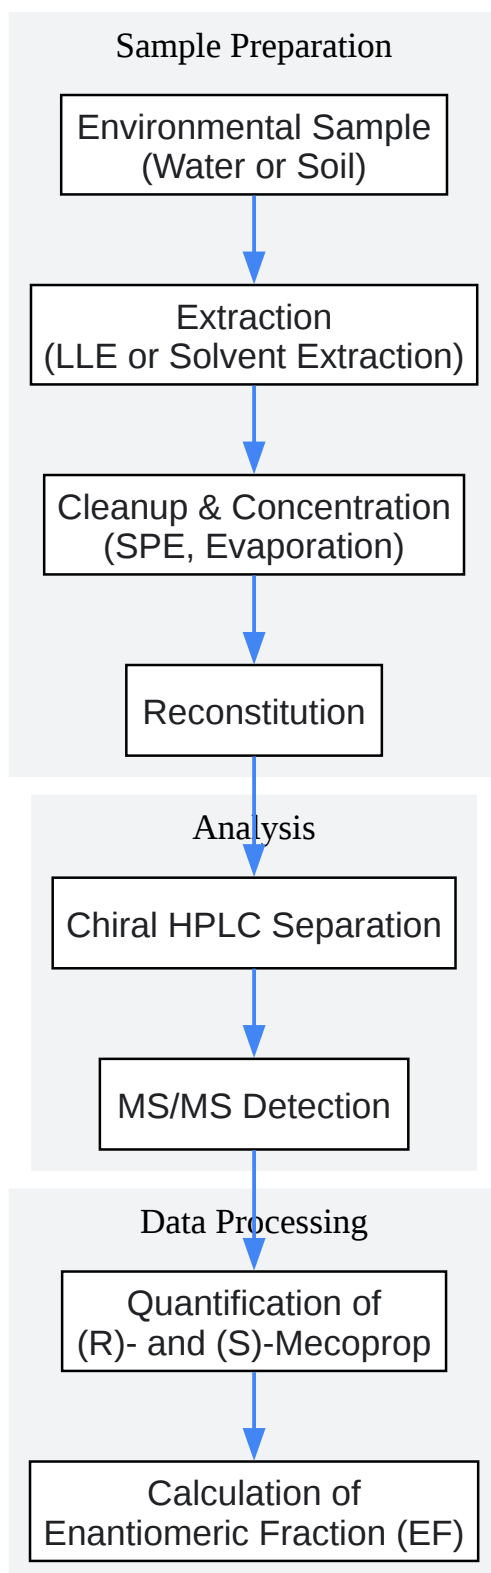 Sample Preparation
Environmental Sample
(Water or Soil)
Extraction
(LLE or Solvent Extraction)
Cleanup & Concentration
(SPE, Evaporation)
Reconstitution
Analysis
Chiral HPLC Separation
MS/MS Detection
Data Processing
Quantification of
(R)- and (S)-Mecoprop
Calculation of
Enantiomeric Fraction (EF)